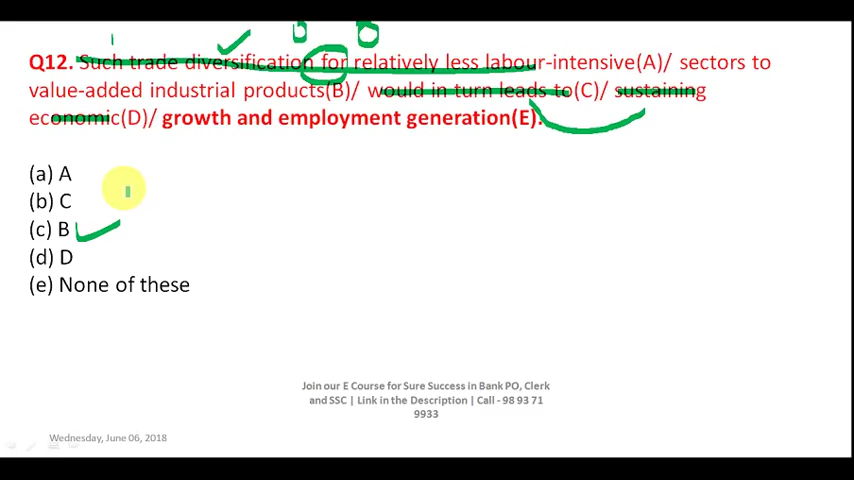 Q12. Such trade diversification for relatively less labour-intensive(A)/ sectors to
value-added industrial products(B)/ would in turn leads to(C)/ sustaining
economic(D)/ growth and employment generation(E).
(a) A
(b) C
(c) B
(d) D
(e) None of these
Join our E Course for Sure Success in Bank PO, Clerk
and SSC | Link in the Description | Call - 98 93 71
9933
Wednesday, June 06, 2018